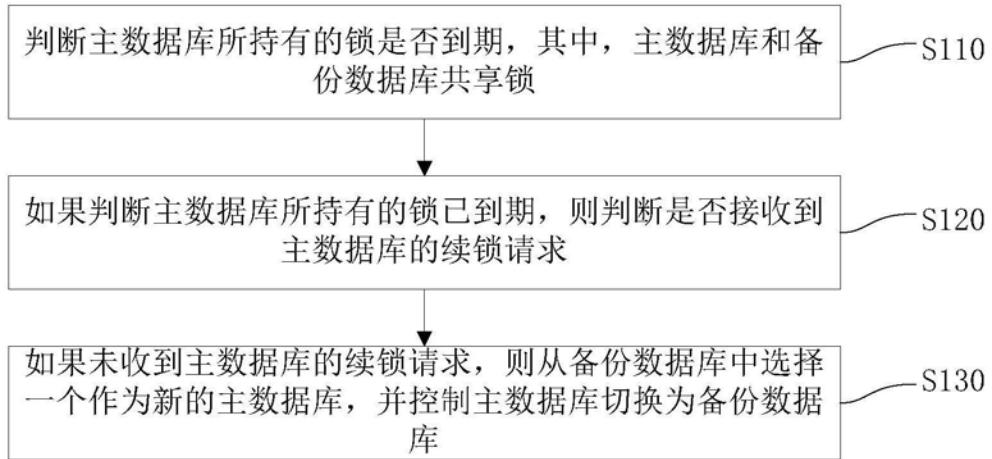 判断主数据库所持有的锁是否到期，其中，主数据库和备
份数据库共享锁
S110
如果判断主数据库所持有的锁已到期，则判断是否接收到
主数据库的续锁请求
S120
如果未收到主数据库的续锁请求，则从备份数据库中选择
一个作为新的主数据库，并控制主数据库切换为备份数据
库
S130